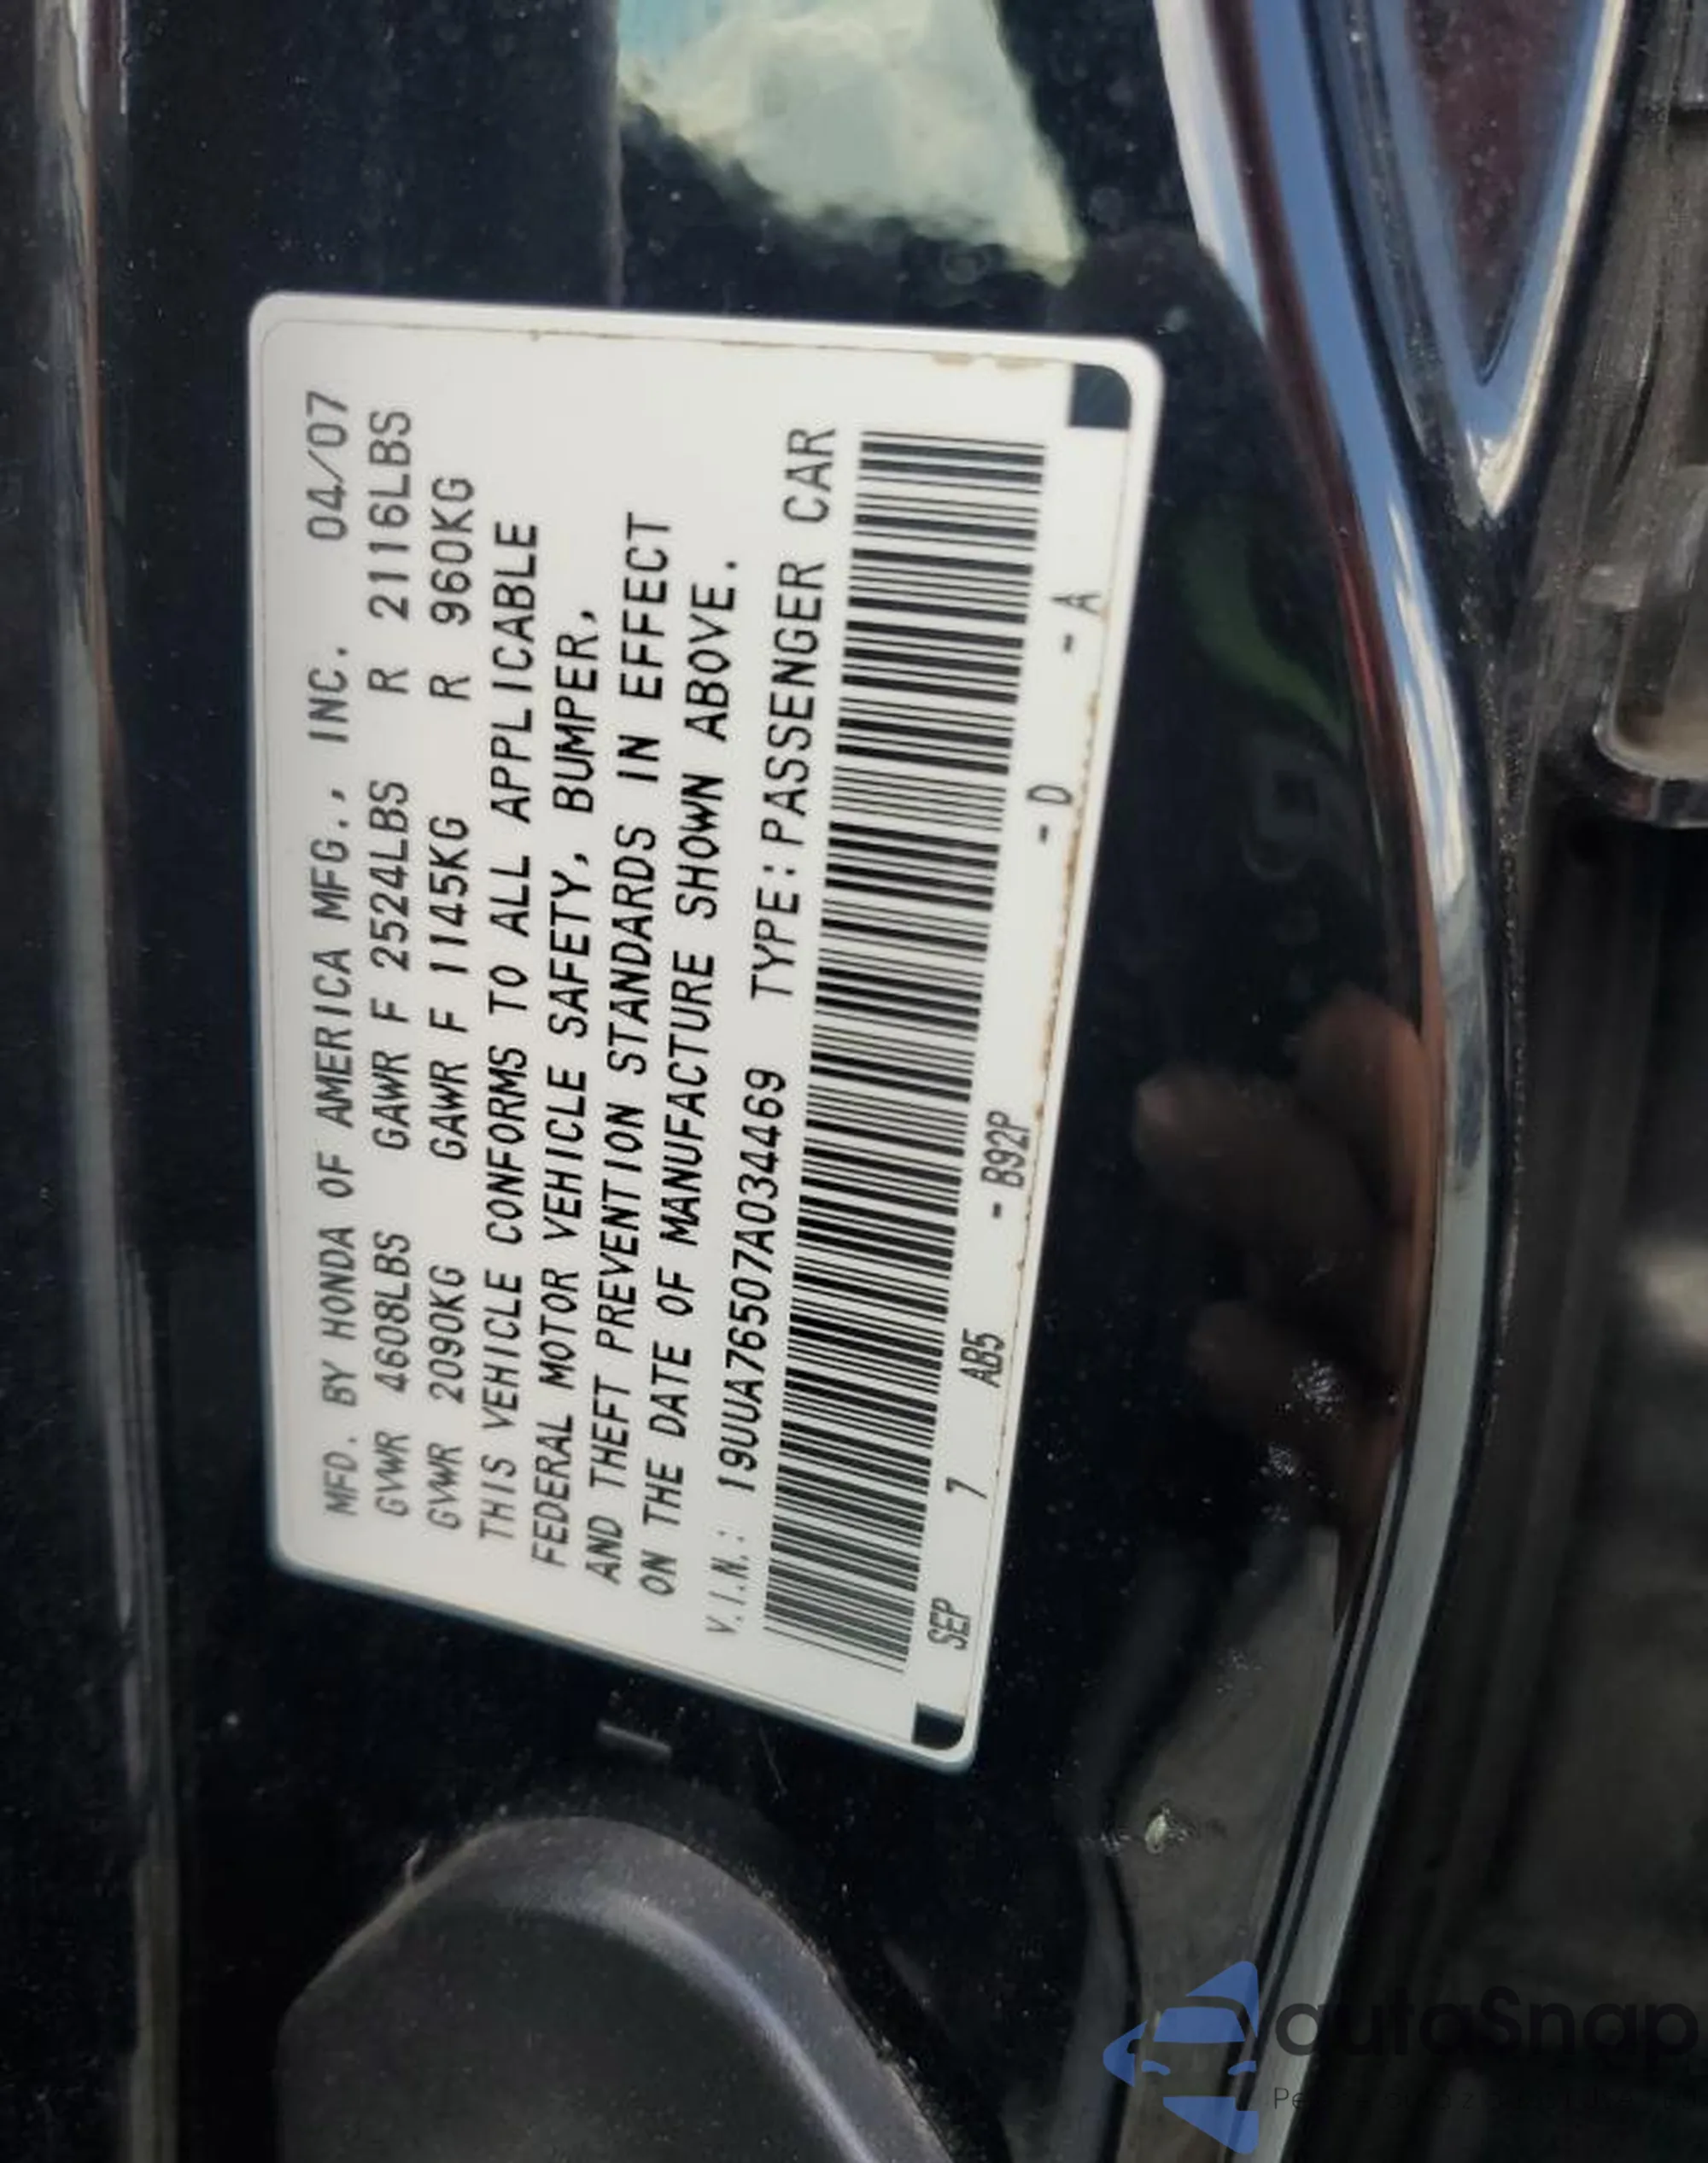 MFD. BY HONDA OF AMERICA MFG., INC. 04/07
GVWR 4608LBS GAWR F 2524LBS R 2116LBS
GVWR 2090KG GAWR F 1145KG R 960KG
THIS VEHICLE CONFORMS TO ALL APPLICABLE
FEDERAL MOTOR VEHICLE SAFETY, BUMPER,
AND THEFT PREVENTION STANDARDS IN EFFECT
ON THE DATE OF MANUFACTURE SHOWN ABOVE.
V.I.N.: 19UUA76507A034469 TYPE:PASSENGER CAR
SEP 7 AB5 - B92P - D - A
autoSnap